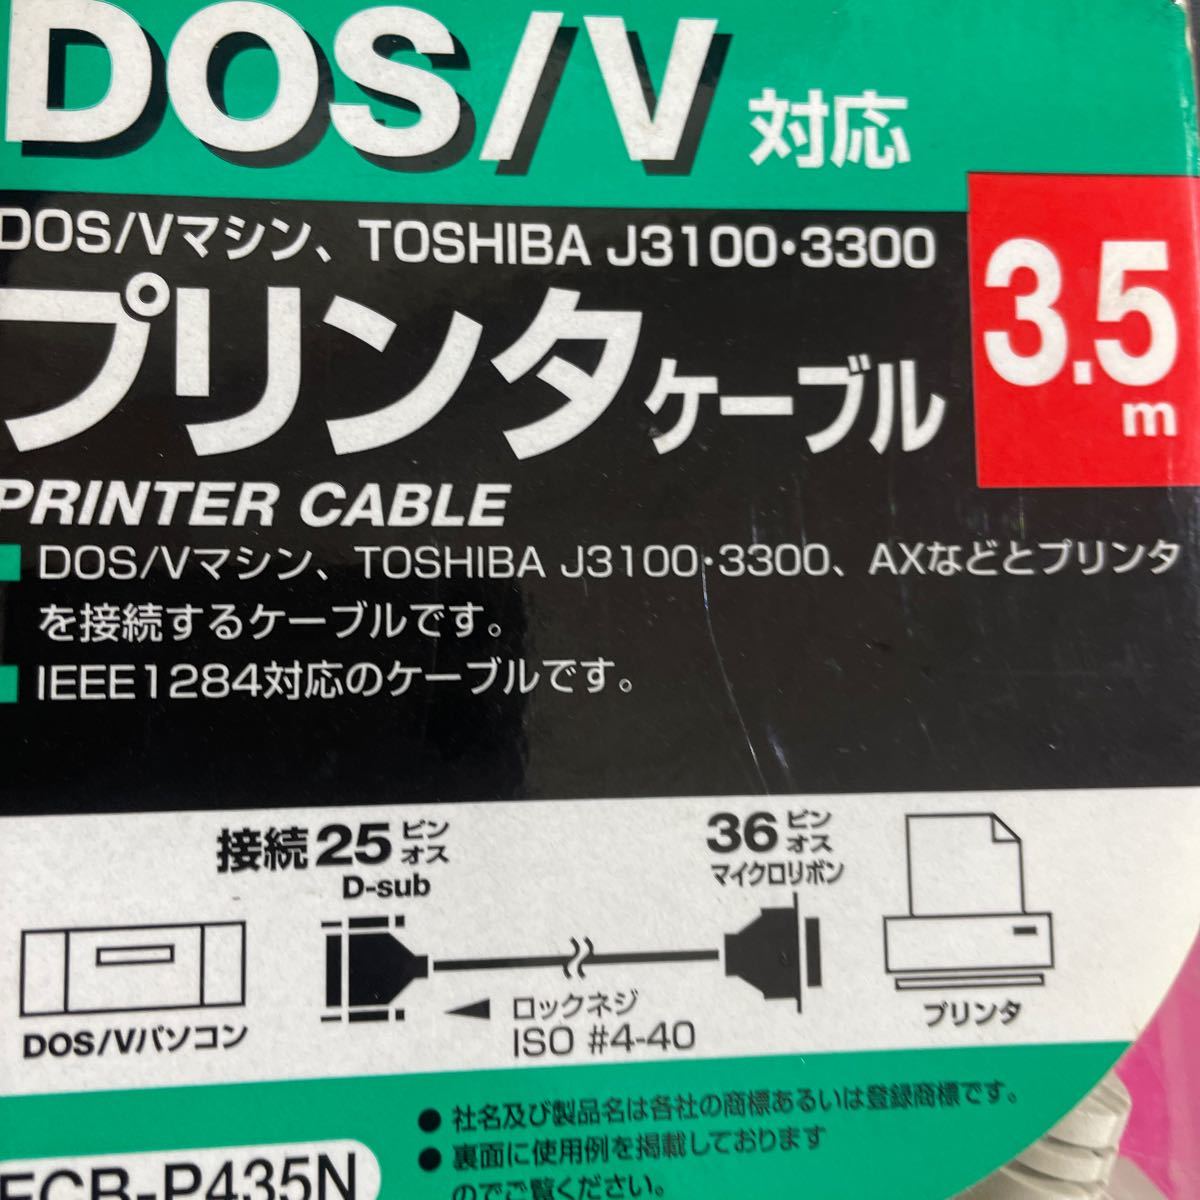 DOS/V 対応
DOS/Vマシン、TOSHIBA J3100・3300
3.5
m
プリンタケーブル
PRINTER CABLE
DOS/Vマシン、TOSHIBA J3100・3300、AXなどとプリンタ
を接続するケーブルです。
IEEE1284対応のケーブルです。
接続 25 ピン オス
D-sub
36 ピン オス
マイクロリボン
ロックネジ
ISO #4-40
DOS/Vパソコン
プリンタ
● 社名及び製品名は各社の商標あるいは登録商標です。
● 裏面に使用例を掲載しております
のでご覧ください。
ECB-P435N